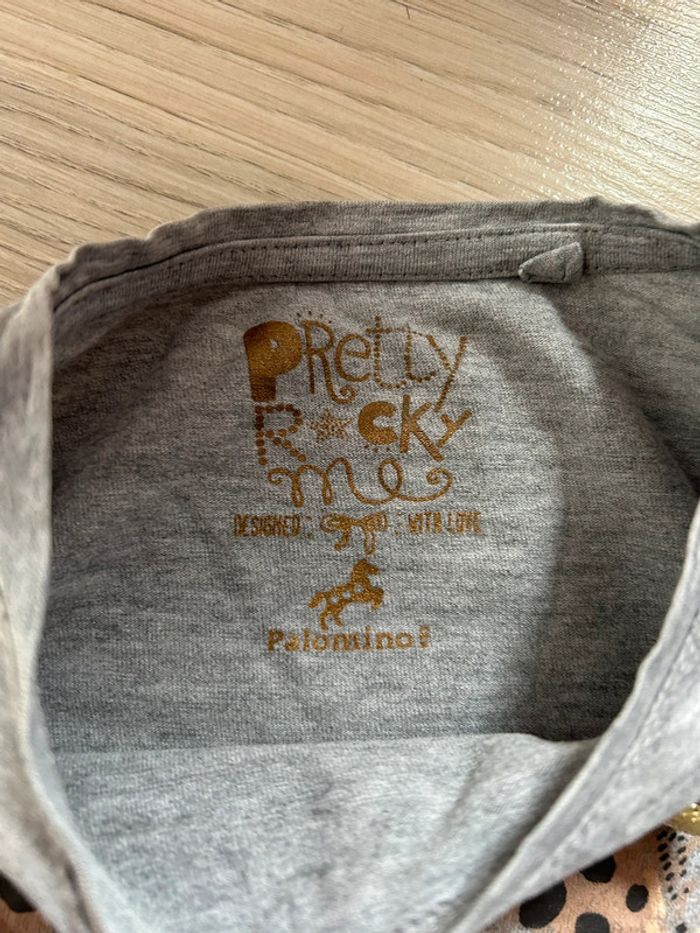 PRetty
R☆cKy
me
DESIGNED : : WITH LOVE
Palomino®